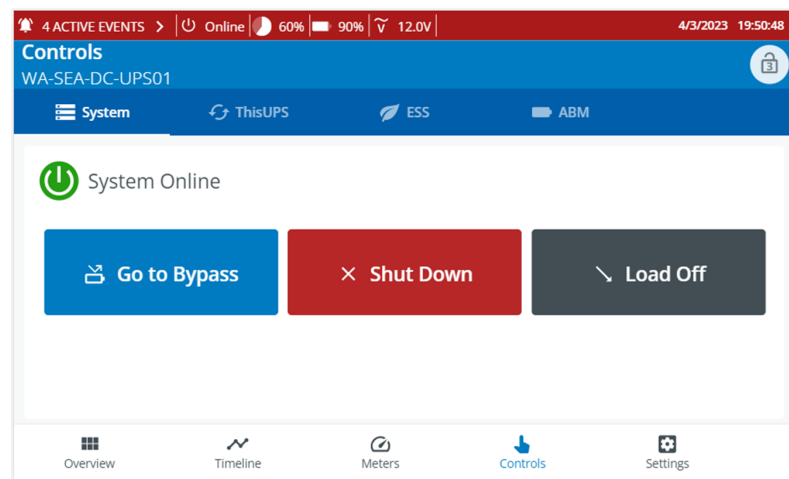 4 ACTIVE EVENTS > Online 60% 90% V 12.0V 4/3/2023 19:50:48
Controls
WA-SEA-DC-UPS01
3
System ThisUPS ESS ABM
System Online
Go to Bypass Shut Down Load Off
Overview Timeline Meters Controls Settings